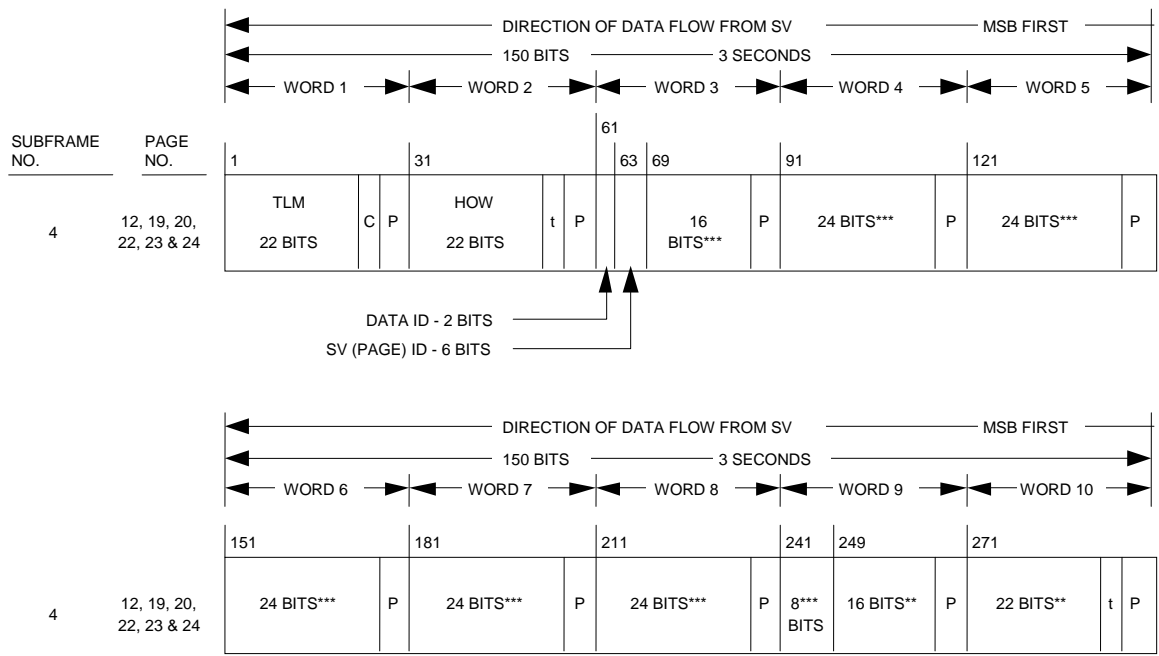 DIRECTION OF DATA FLOW FROM SV MSB FIRST
150 BITS 3 SECONDS
WORD 1 WORD 2 WORD 3 WORD 4 WORD 5
SUBFRAME NO.
PAGE NO.
1 31 61 63 69 91 121
4
12, 19, 20,
22, 23 & 24
TLM
22 BITS
C
P
HOW
22 BITS
t
P
16
BITS***
P
24 BITS***
P
24 BITS***
P
DATA ID - 2 BITS
SV (PAGE) ID - 6 BITS
DIRECTION OF DATA FLOW FROM SV MSB FIRST
150 BITS 3 SECONDS
WORD 6 WORD 7 WORD 8 WORD 9 WORD 10
151 181 211 241 249 271
4
12, 19, 20,
22, 23 & 24
24 BITS***
P
24 BITS***
P
24 BITS***
P
8***
BITS
16 BITS**
P
22 BITS**
t
P